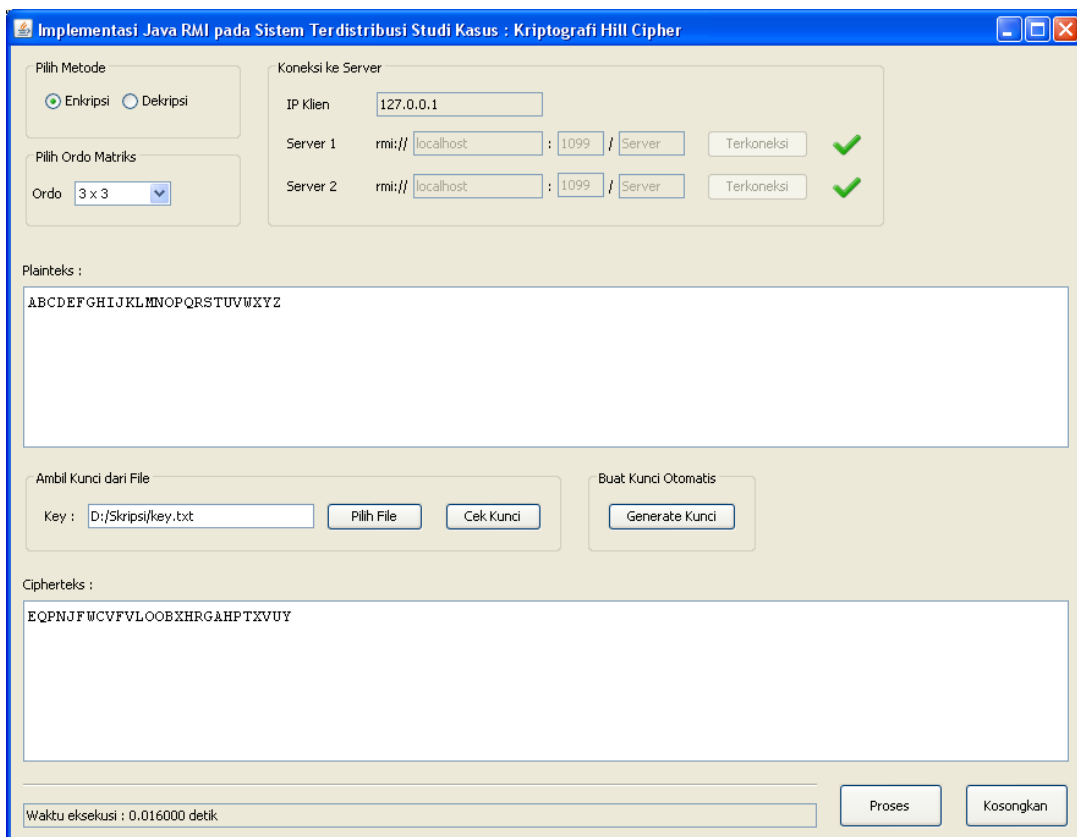 Implementasi Java RMI pada Sistem Terdistribusi Studi Kasus : Kriptografi Hill Cipher
Pilih Metode
Enkripsi Dekripsi
Pilih Ordo Matriks
Ordo 3 x 3
Koneksi ke Server
IP Klien 127.0.0.1
Server 1 rmi:// localhost : 1099 / Server Terkoneksi
Server 2 rmi:// localhost : 1099 / Server Terkoneksi
Plainteks :
ABCDEFGHIJKLMNOPQRSTUVWXYZ
Ambil Kunci dari File
Key : D:/Skripsi/key.txt Pilih File Cek Kunci
Buat Kunci Otomatis
Generate Kunci
Cipherteks :
EQPNJFWCVFVLOOBXHRGAHPTXVUY
Waktu eksekusi : 0.016000 detik
Proses Kosongkan